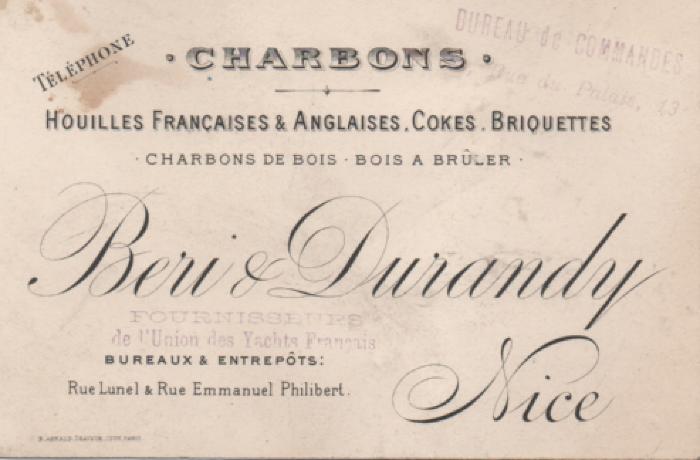 TÉLÉPHONE
BUREAU de COMMANDES
Rue du Palais, 13
· CHARBONS ·
HOUILLES FRANÇAISES & ANGLAISES. COKES. BRIQUETTES
· CHARBONS DE BOIS · BOIS A BRÛLER ·
Beri & Durandy
FOURNISSEURS
de l'Union des Yachts Français
BUREAUX & ENTREPÔTS:
Rue Lunel & Rue Emmanuel Philibert.
Nice